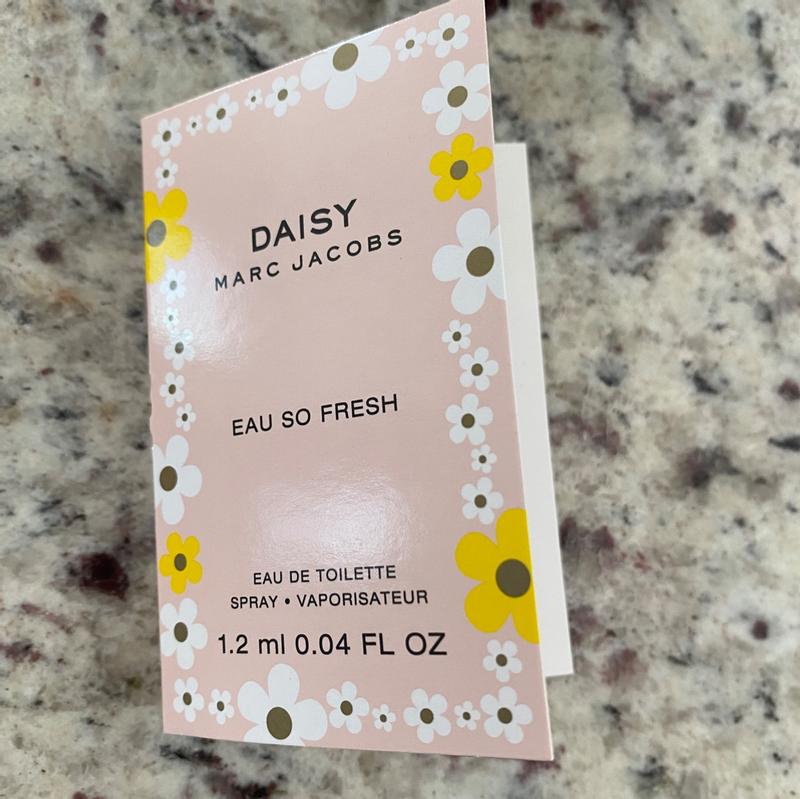 DAISY
MARC JACOBS
EAU SO FRESH
EAU DE TOILETTE
SPRAY • VAPORISATEUR
1.2 ml 0.04 FL OZ